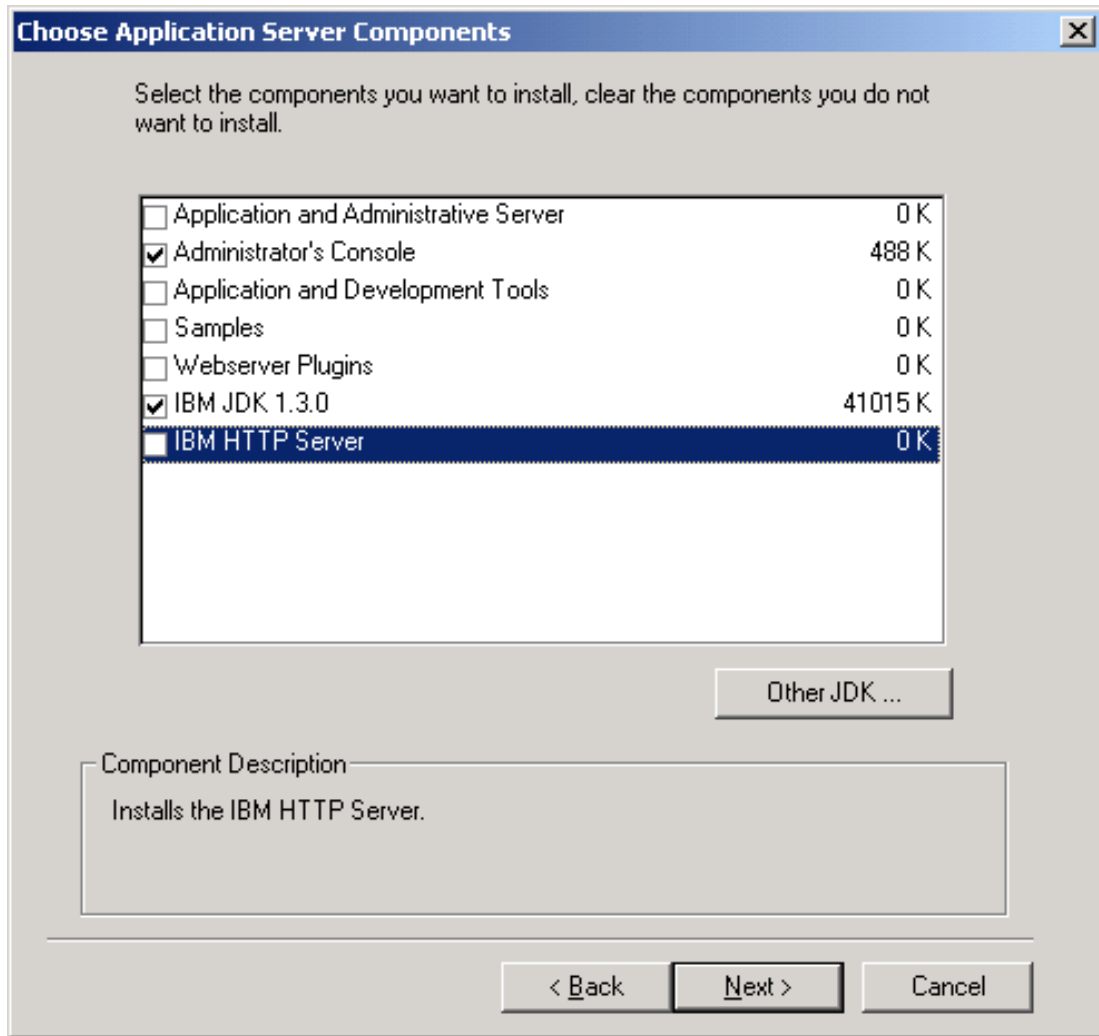 Choose Application Server Components
Select the components you want to install, clear the components you do not
want to install.
Application and Administrative Server 0 K
Administrator's Console 488 K
Application and Development Tools 0 K
Samples 0 K
Webserver Plugins 0 K
IBM JDK 1.3.0 41015 K
IBM HTTP Server 0 K
Other JDK ...
Component Description
Installs the IBM HTTP Server.
< Back Next > Cancel